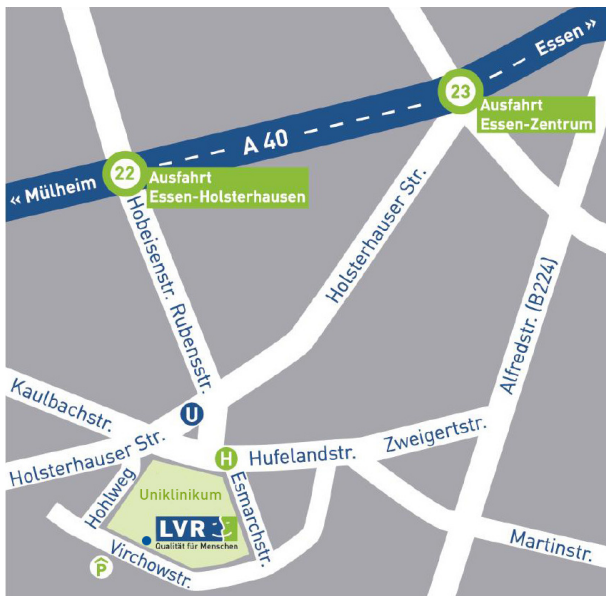 Essen »
23
Ausfahrt
Essen-Zentrum
A 40
22
Ausfahrt
Essen-Holsterhausen
« Mülheim
Hobeisenstr.
Rubensstr.
Holsterhauser Str.
Alfredstr. (B224)
Kaulbachstr.
U
Holsterhauser Str.
H
Hufelandstr.
Zweigertstr.
Hohlweg
Uniklinikum
Esmarchstr.
LVR
Qualität für Menschen
Virchowstr.
P
Martinstr.